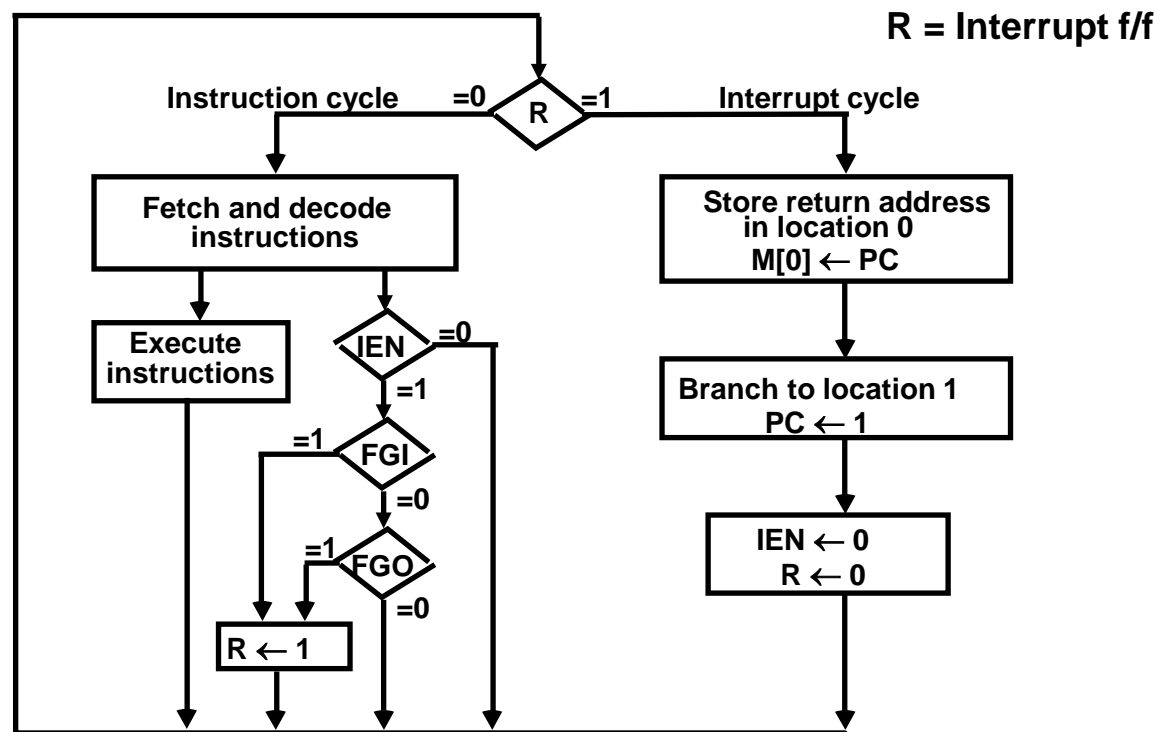 R = Interrupt f/f
Instruction cycle
=0
R
=1
Interrupt cycle
Fetch and decode
instructions
Execute
instructions
IEN
=0
=1
FGI
=1
=0
FGO
=1
=0
R ← 1
Store return address
in location 0
M[0] ← PC
Branch to location 1
PC ← 1
IEN ← 0
R ← 0